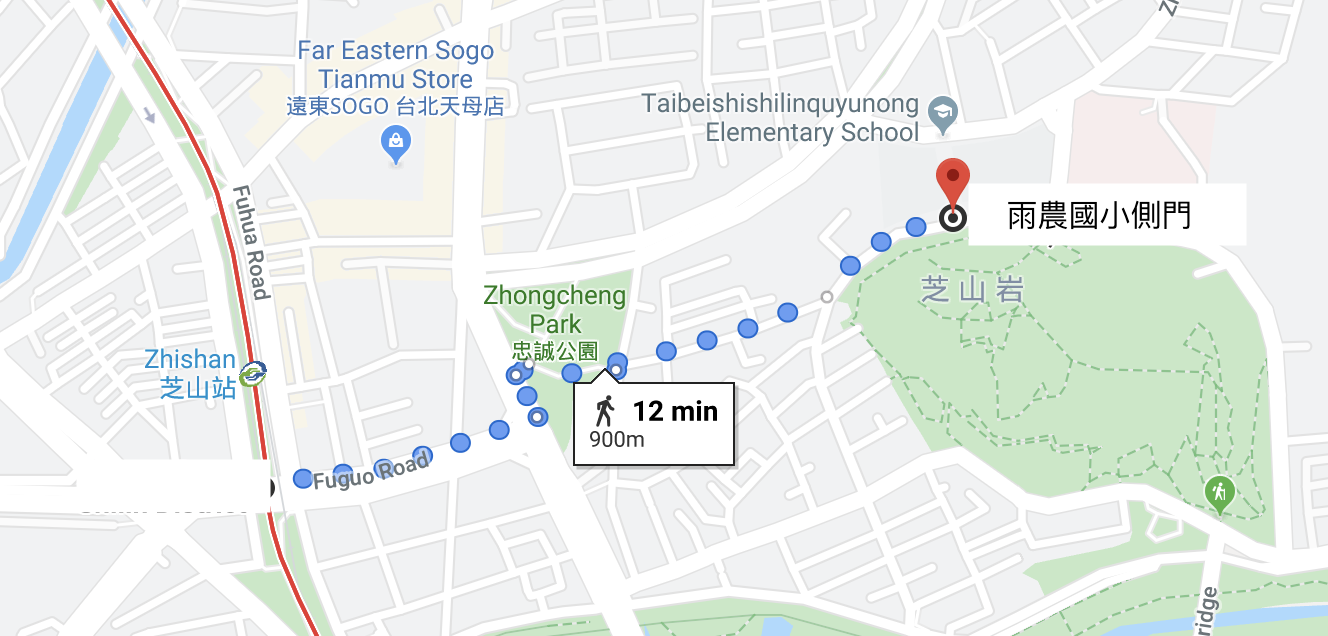 Far Eastern Sogo
Tianmu Store
遠東SOGO 台北天母店
Taibeishishilinquyunong
Elementary School
雨農國小側門
Fuhua Road
芝山岩
Zhongcheng
Park
忠誠公園
Zhishan
芝山站
12 min
900m
Fuguo Road